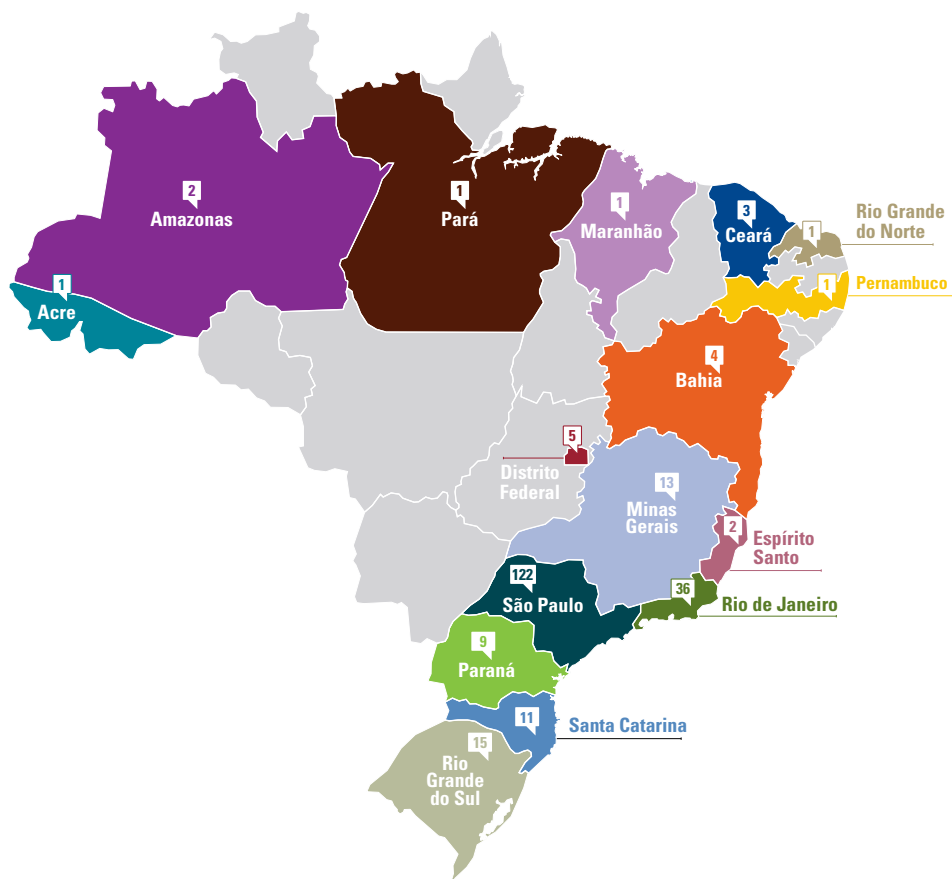 2
Amazonas
1
Pará
1
Maranhão
3
Ceará
1
Rio Grande
do Norte
1
Pernambuco
1
Acre
4
Bahia
5
Distrito
Federal
13
Minas
Gerais
2
Espírito
Santo
122
São Paulo
36
Rio de Janeiro
9
Paraná
11
Santa Catarina
15
Rio
Grande
do Sul